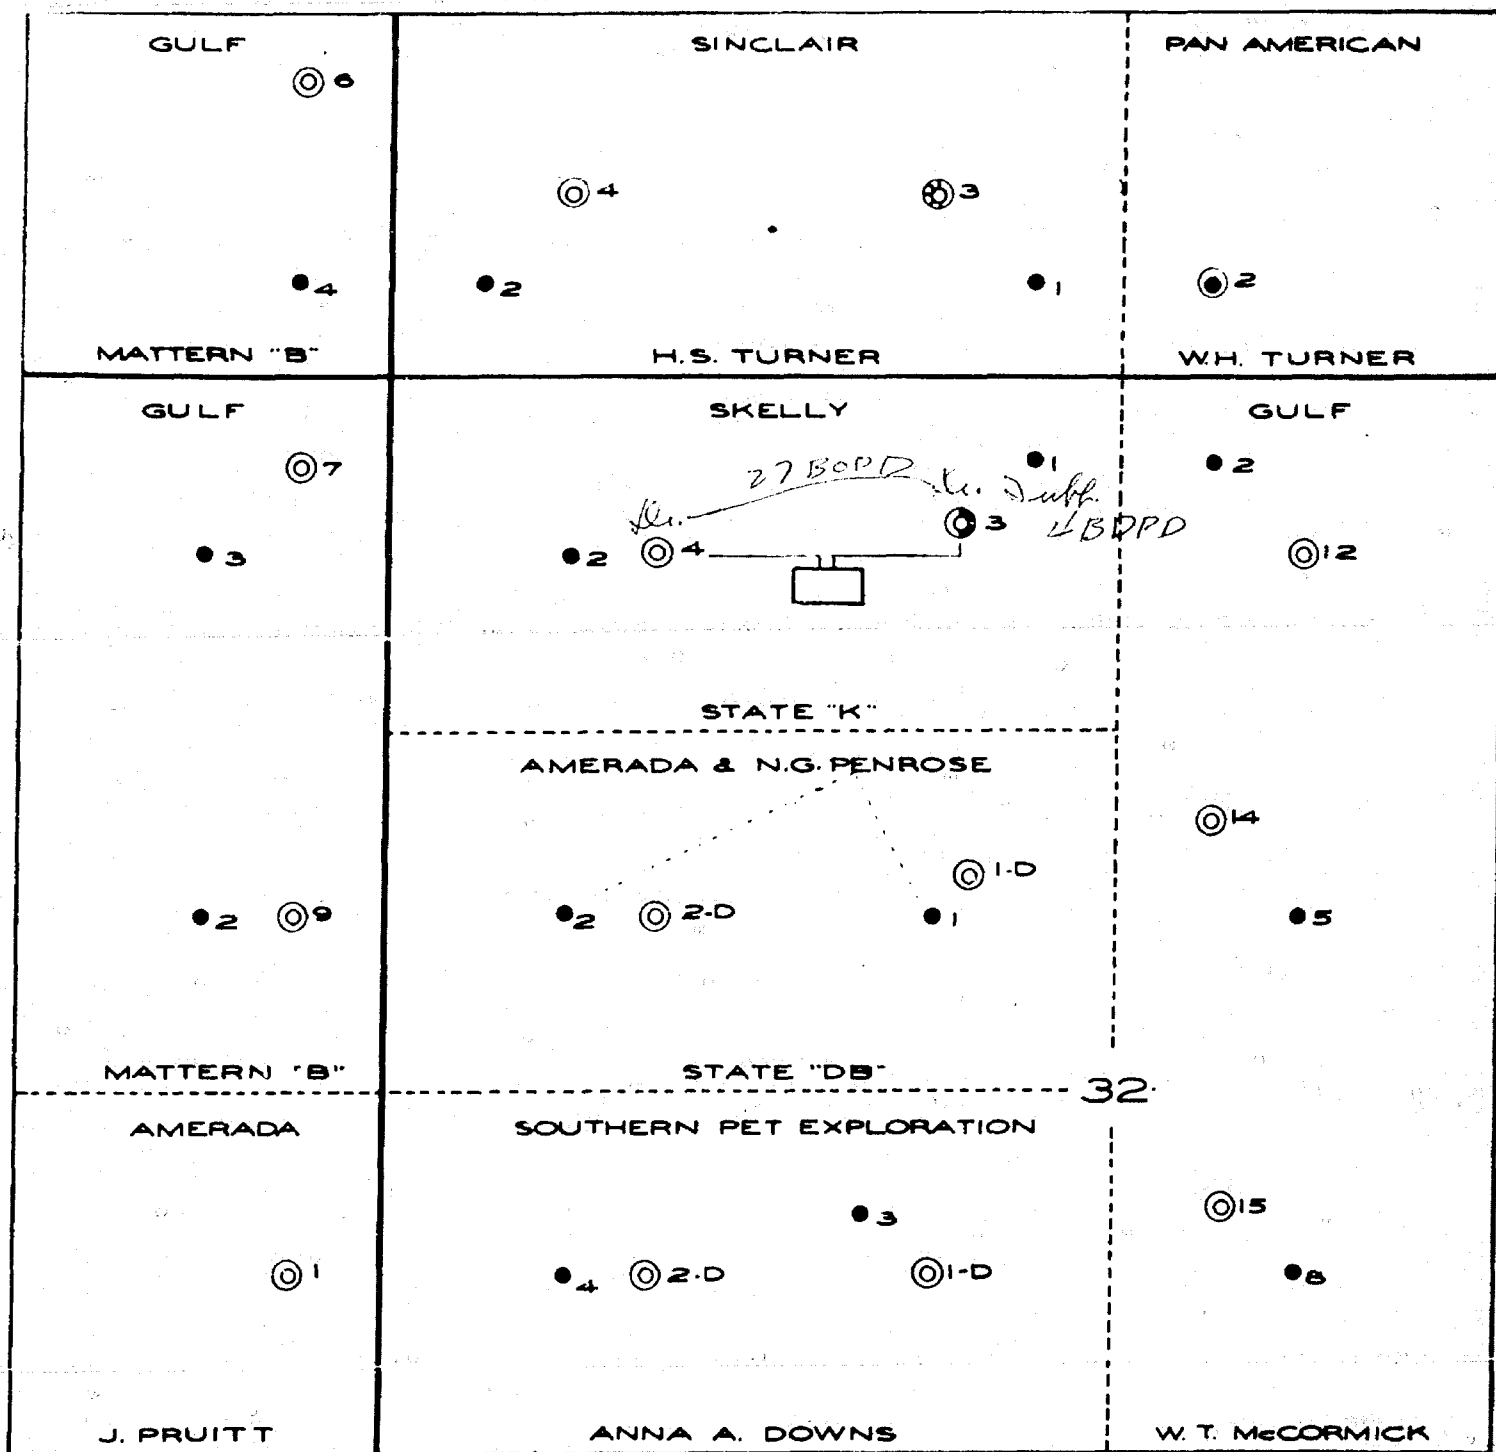 GULF SINCLAIR PAN AMERICAN
6
4 3
4 2 1 2
MATTERN "B" H.S. TURNER W.H. TURNER
GULF SKELLY GULF
7 27 BOPD 1 2
3 2 4 3 4 BOPD 12
STATE "K"
AMERADA & N.G. PENROSE
14
1-D
2 9 2 2-D 1 5
MATTERN "B" STATE "DB" 32
AMERADA SOUTHERN PET EXPLORATION
3 15
1 4 2-D 1-D 8
J. PRUITT ANNA A. DOWNS W. T. McCORMICK